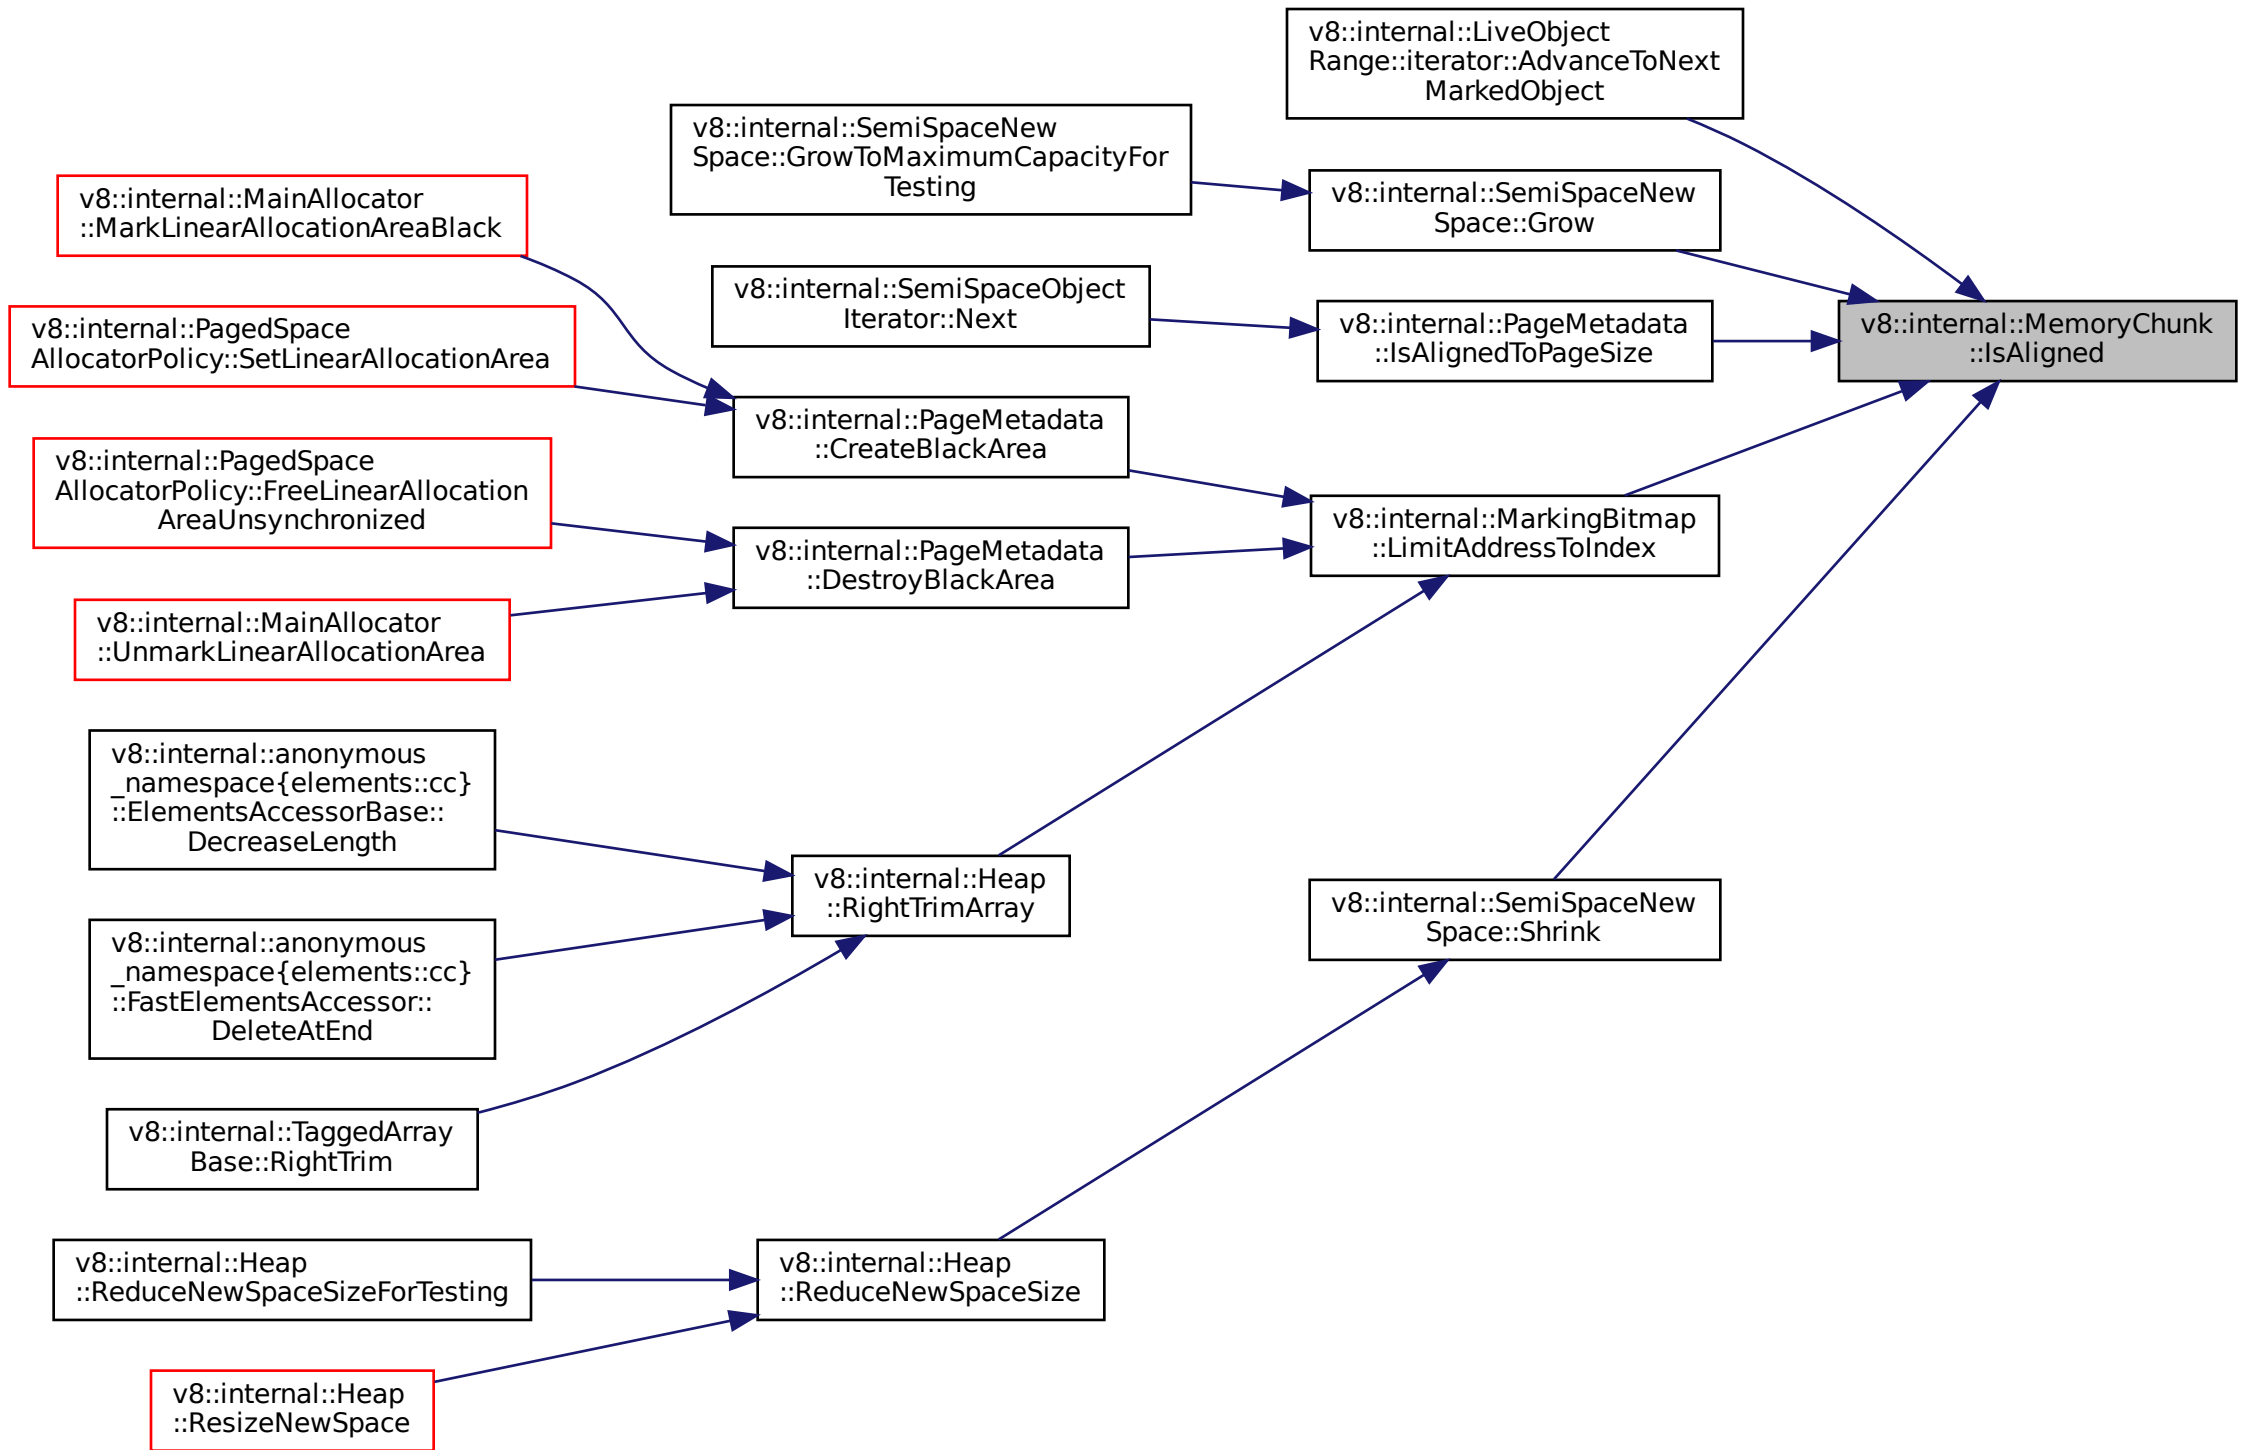 v8::internal::LiveObject
Range::iterator::AdvanceToNext
MarkedObject
v8::internal::SemiSpaceNew
Space::GrowToMaximumCapacityFor
Testing
v8::internal::SemiSpaceNew
Space::Grow
v8::internal::MainAllocator
::MarkLinearAllocationAreaBlack
v8::internal::SemiSpaceObject
Iterator::Next
v8::internal::PageMetadata
::IsAlignedToPageSize
v8::internal::MemoryChunk
::IsAligned
v8::internal::PagedSpace
AllocatorPolicy::SetLinearAllocationArea
v8::internal::PageMetadata
::CreateBlackArea
v8::internal::PagedSpace
AllocatorPolicy::FreeLinearAllocation
AreaUnsynchronized
v8::internal::MarkingBitmap
::LimitAddressToIndex
v8::internal::PageMetadata
::DestroyBlackArea
v8::internal::MainAllocator
::UnmarkLinearAllocationArea
v8::internal::anonymous
_namespace{elements::cc}
::ElementsAccessorBase::
DecreaseLength
v8::internal::Heap
::RightTrimArray
v8::internal::SemiSpaceNew
Space::Shrink
v8::internal::anonymous
_namespace{elements::cc}
::FastElementsAccessor::
DeleteAtEnd
v8::internal::TaggedArray
Base::RightTrim
v8::internal::Heap
::ReduceNewSpaceSizeForTesting
v8::internal::Heap
::ReduceNewSpaceSize
v8::internal::Heap
::ResizeNewSpace